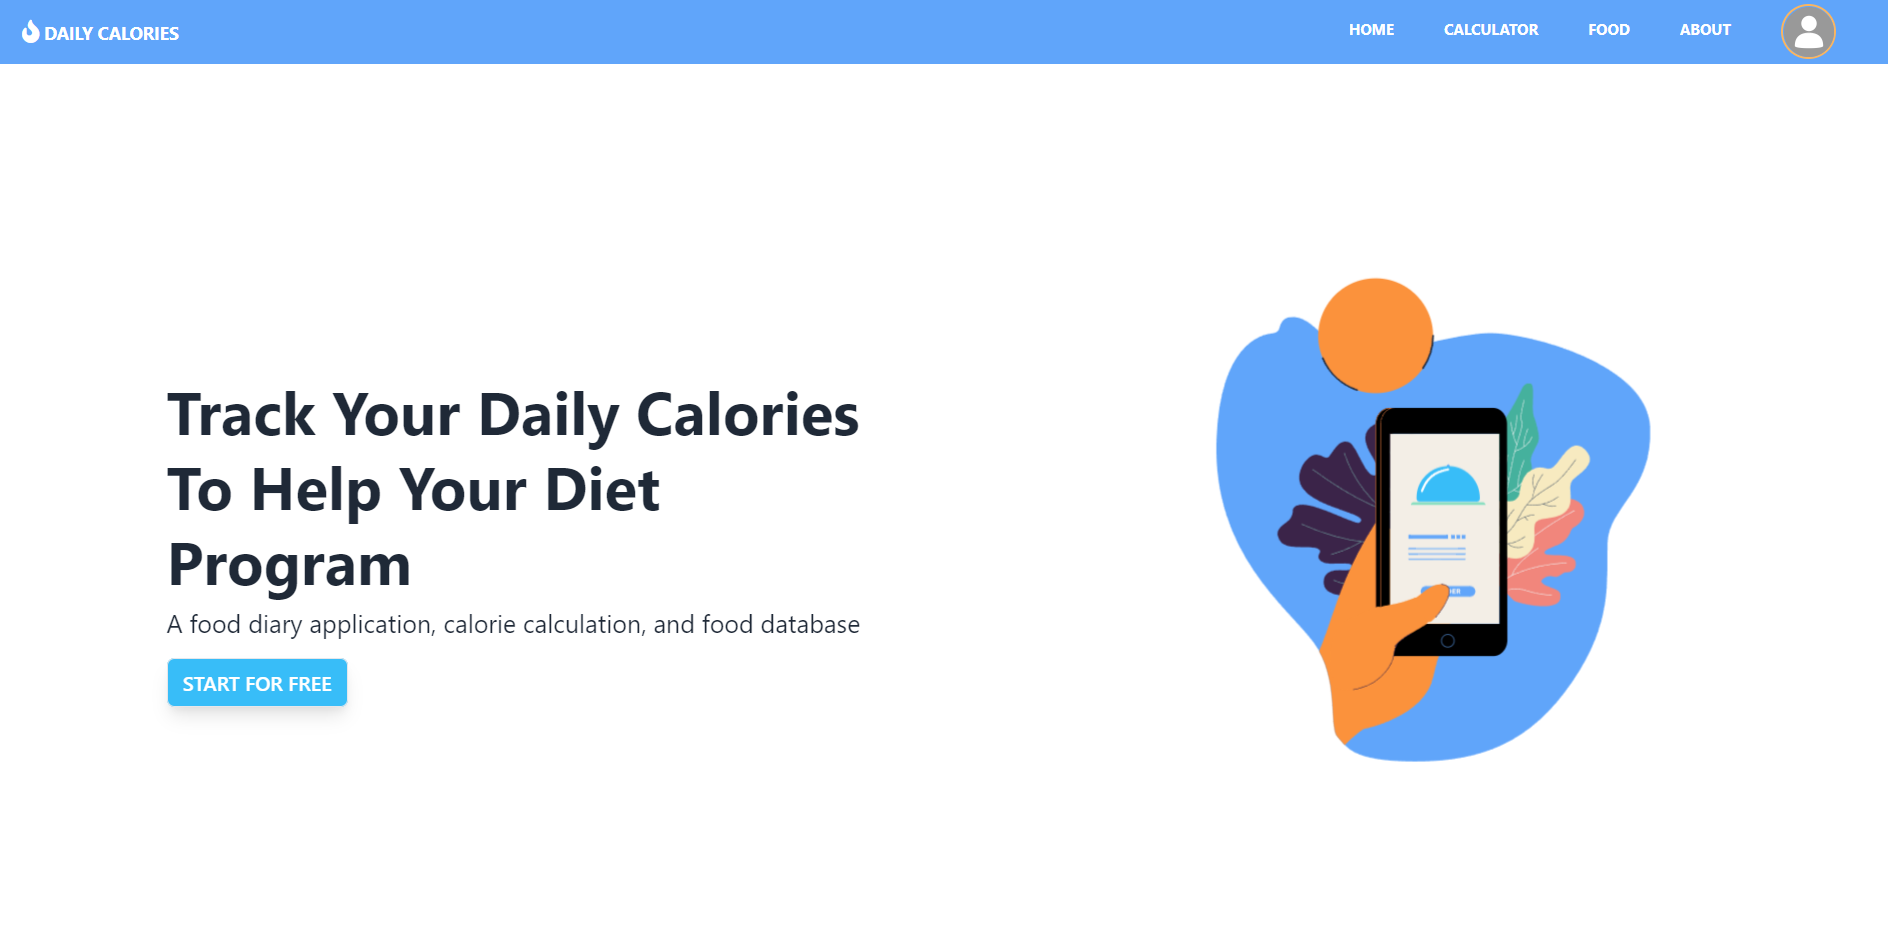 DAILY CALORIES
HOME CALCULATOR FOOD ABOUT
Track Your Daily Calories
To Help Your Diet
Program
A food diary application, calorie calculation, and food database
START FOR FREE